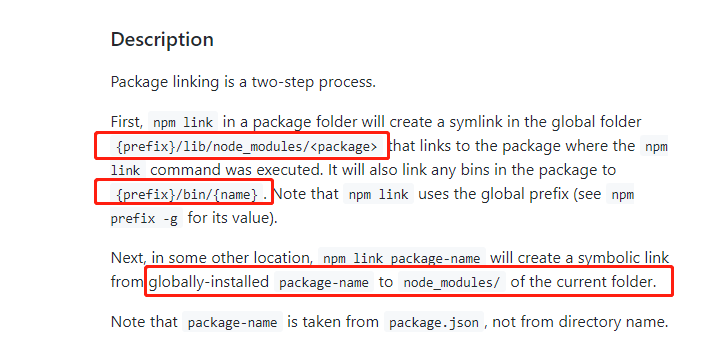 Description
Package linking is a two-step process.
First, npm link in a package folder will create a symlink in the global folder
{prefix}/lib/node_modules/<package> that links to the package where the npm
link command was executed. It will also link any bins in the package to
{prefix}/bin/{name} . Note that npm link uses the global prefix (see npm
prefix -g for its value).
Next, in some other location, npm link package-name will create a symbolic link
from globally-installed package-name to node_modules/ of the current folder.
Note that package-name is taken from package.json , not from directory name.